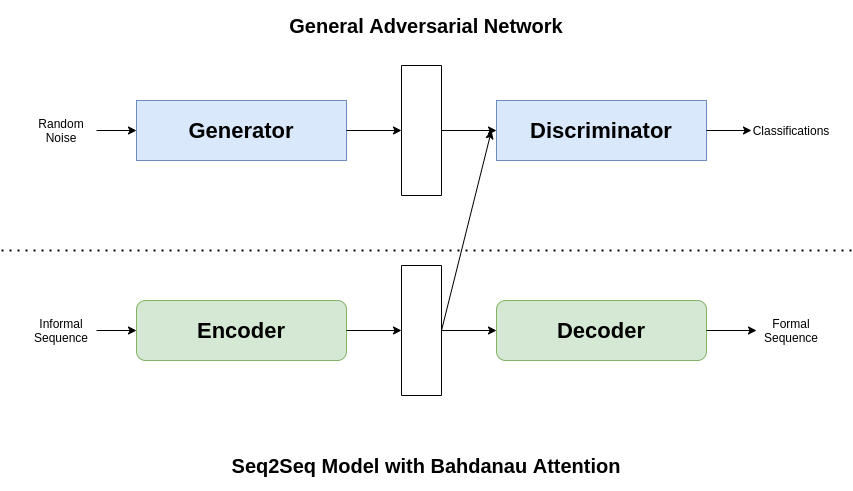 General Adversarial Network
Random
Noise
Generator
Discriminator
Classifications
Informal
Sequence
Encoder
Decoder
Formal
Sequence
Seq2Seq Model with Bahdanau Attention